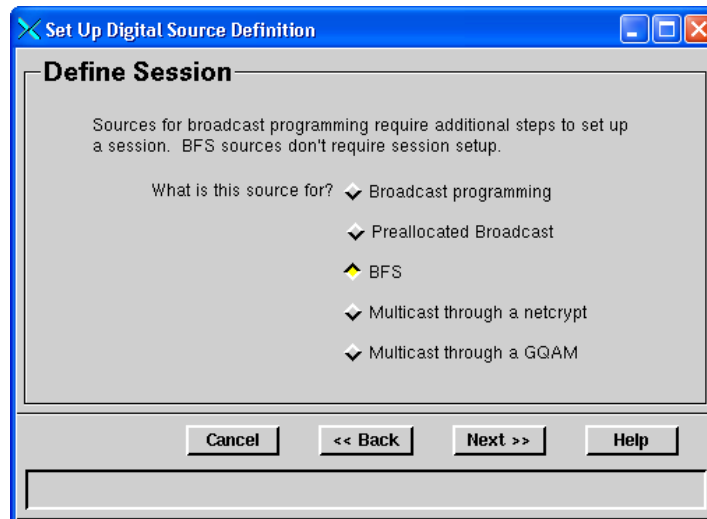 Set Up Digital Source Definition
Define Session
Sources for broadcast programming require additional steps to set up
a session. BFS sources don't require session setup.
What is this source for? Broadcast programming
Preallocated Broadcast
BFS
Multicast through a netcrypt
Multicast through a GQAM
Cancel << Back Next >> Help